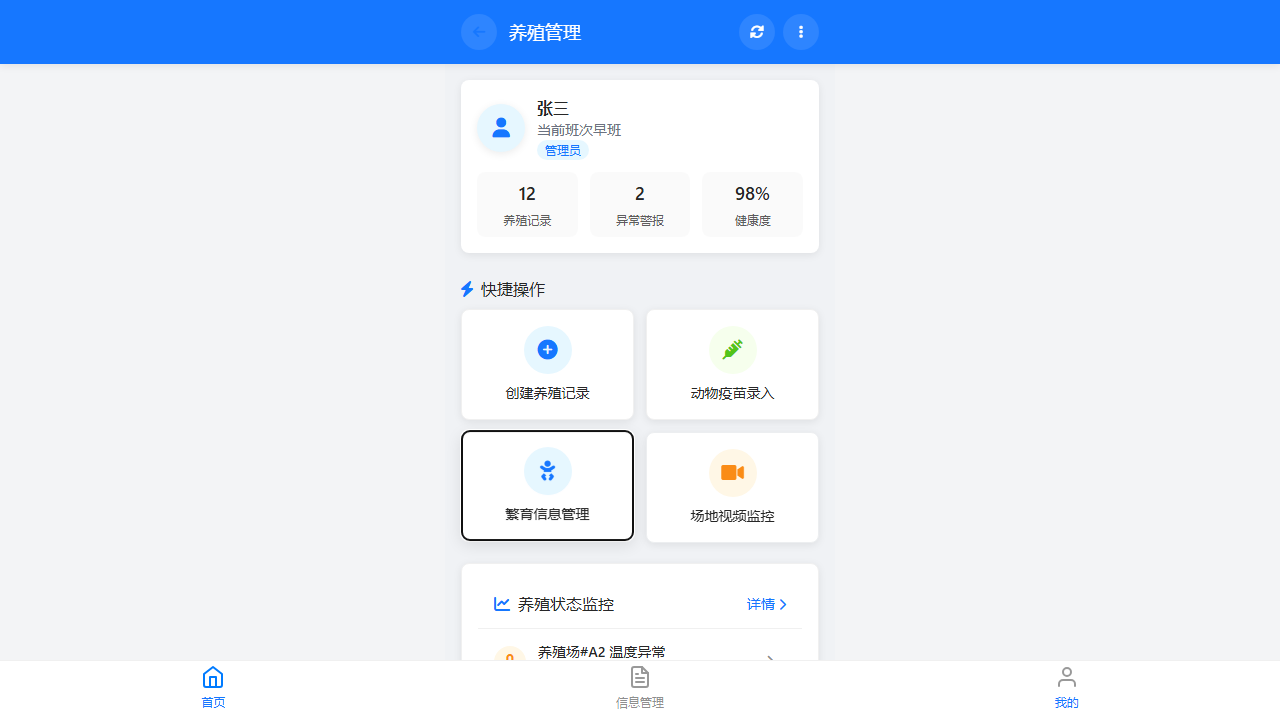 养殖管理
张三
当前班次早班
管理员
12
养殖记录
2
异常警报
98%
健康度
快捷操作
创建养殖记录
动物疫苗录入
繁育信息管理
场地视频监控
养殖状态监控
详情
养殖场#A2 温度异常
首页
信息管理
我的